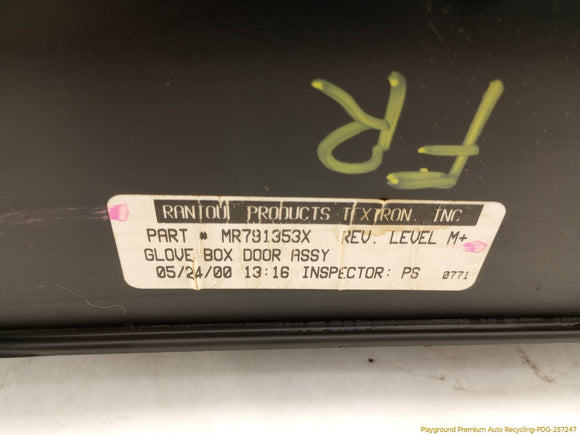 RANTOUL PRODUCTS TEXTRON, INC
PART # MR791353X REV. LEVEL M+
GLOVE BOX DOOR ASSY
05/24/00 13:16 INSPECTOR: PS 0771
Playground Premium Auto Recycling-PDG-257247